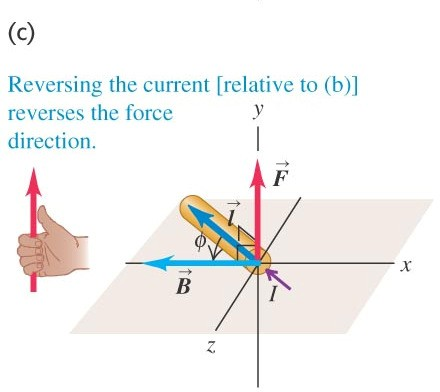 (c)
Reversing the current [relative to (b)]
reverses the force
direction.
y
F⃗
l⃗
ϕ
B⃗
I
x
z